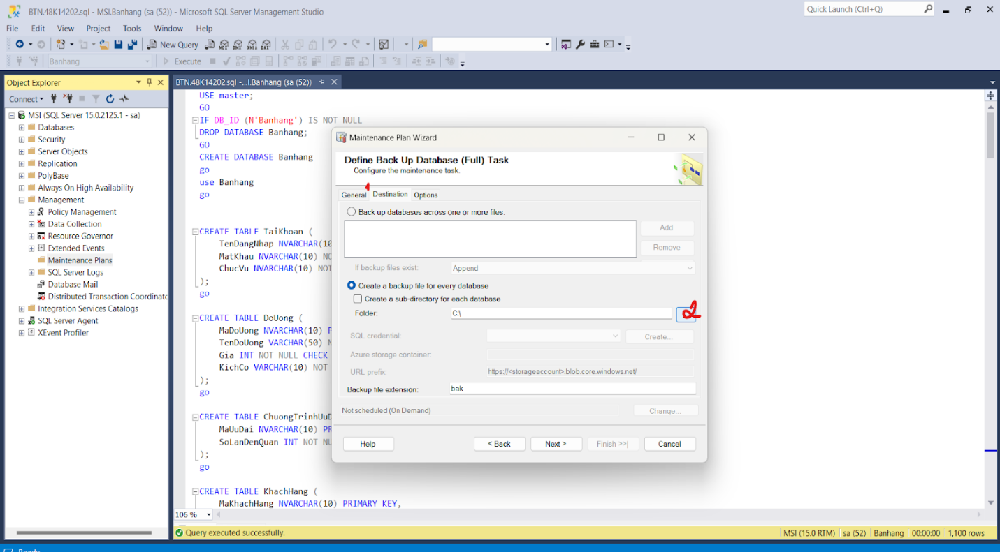 BTN.48K14202.sql - MSI.Banhang (sa (52)) - Microsoft SQL Server Management Studio
Quick Launch (Ctrl+Q)
File Edit View Project Tools Window Help
New Query
MDX DMX XMLA DAX
Banhang Execute
Object Explorer
Connect
MSI (SQL Server 15.0.2125.1 - sa)
Databases
Security
Server Objects
Replication
PolyBase
Always On High Availability
Management
Policy Management
Data Collection
Resource Governor
Extended Events
Maintenance Plans
SQL Server Logs
Database Mail
Distributed Transaction Coordinato
Integration Services Catalogs
SQL Server Agent
XEvent Profiler
BTN.48K14202.sql -...I.Banhang (sa (52))
USE master;
GO
IF DB_ID (N'Banhang') IS NOT NULL
DROP DATABASE Banhang;
GO
CREATE DATABASE Banhang
go
use Banhang
go
CREATE TABLE TaiKhoan (
TenDangNhap NVARCHAR(10
MatKhau NVARCHAR(10) NO
ChucVu NVARCHAR(10) NOT
);
go
CREATE TABLE DoUong (
MaDoUong NVARCHAR(10) P
TenDoUong VARCHAR(50) N
Gia INT NOT NULL CHECK
KichCo VARCHAR(10) NOT
);
go
CREATE TABLE ChuongTrinhUuD
MaUuDai NVARCHAR(10) PR
SoLanDenQuan INT NOT NU
);
go
CREATE TABLE KhachHang (
MaKhachHang NVARCHAR(10) PRIMARY KEY,
106 %
Maintenance Plan Wizard
Define Back Up Database (Full) Task
Configure the maintenance task.
1
General Destination Options
Back up databases across one or more files:
Add
Remove
If backup files exist: Append
Create a backup file for every database
Create a sub-directory for each database
Folder: C:\ 2
SQL credential: Create...
Azure storage container:
URL prefix: https://<storageaccount>.blob.core.windows.net/
Backup file extension: bak
Not scheduled (On Demand) Change...
Help < Back Next > Finish >>| Cancel
Query executed successfully. MSI (15.0 RTM) sa (52) Banhang 00:00:00 1,100 rows
Ready